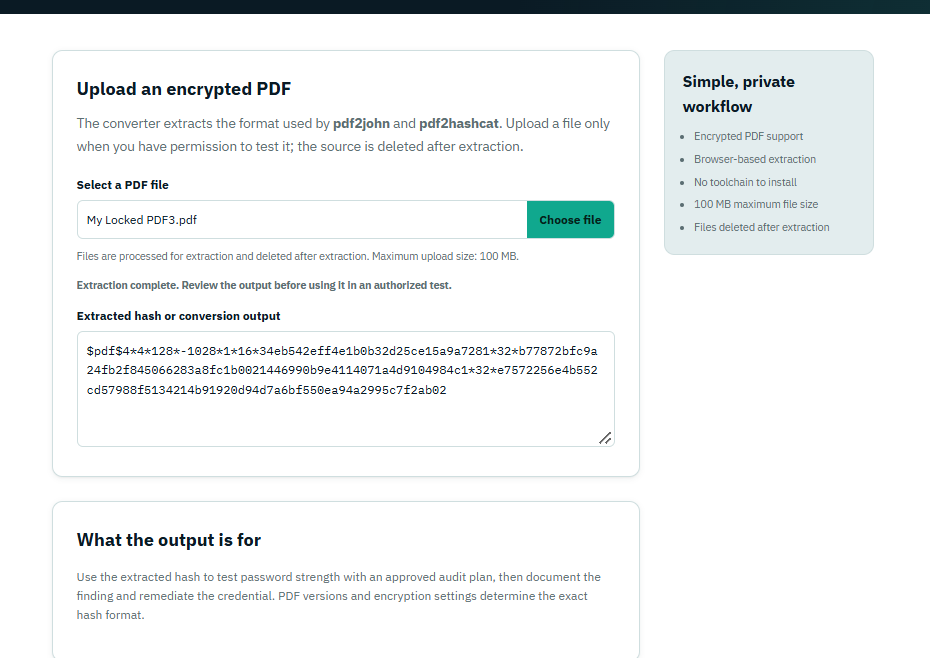 Upload an encrypted PDF
The converter extracts the format used by pdf2john and pdf2hashcat. Upload a file only
when you have permission to test it; the source is deleted after extraction.
Select a PDF file
My Locked PDF3.pdf
Choose file
Files are processed for extraction and deleted after extraction. Maximum upload size: 100 MB.
Extraction complete. Review the output before using it in an authorized test.
Extracted hash or conversion output
$pdf$4*4*128*-1028*1*16*34eb542eff4e1b0b32d25ce15a9a7281*32*b77872bfc9a
24fb2f845066283a8fc1b0021446990b9e4114071a4d9104984c1*32*e7572256e4b552
cd57988f5134214b91920d94d7a6bf550ea94a2995c7f2ab02
What the output is for
Use the extracted hash to test password strength with an approved audit plan, then document the
finding and remediate the credential. PDF versions and encryption settings determine the exact
hash format.
Simple, private
workflow
Encrypted PDF support
Browser-based extraction
No toolchain to install
100 MB maximum file size
Files deleted after extraction